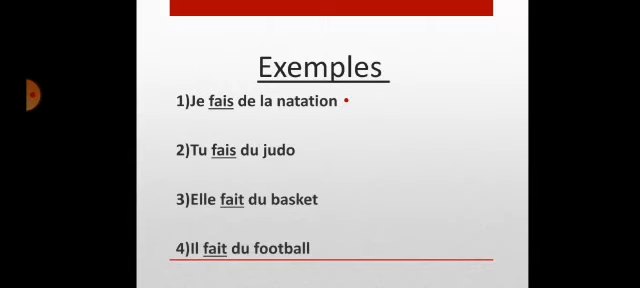 Exemples
1)Je fais de la natation •
2)Tu fais du judo
3)Elle fait du basket
4)Il fait du football